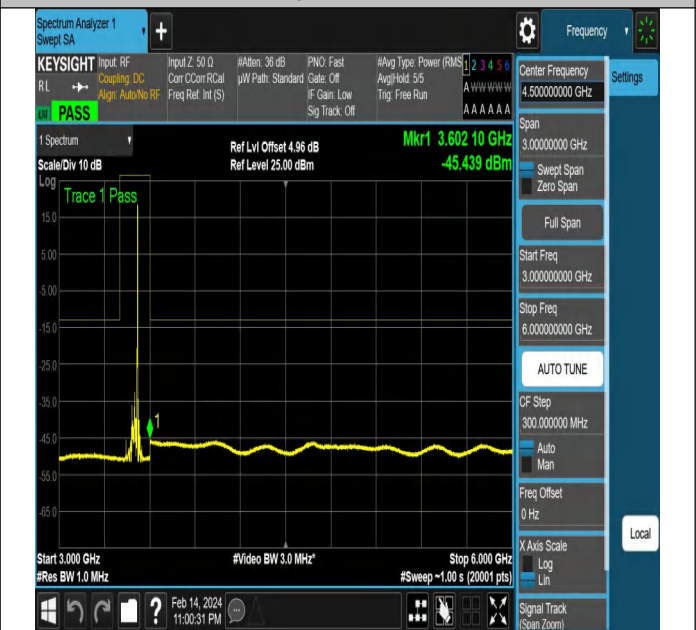 Spectrum Analyzer 1
Swept SA
Frequency
KEYSIGHT
RL
PASS
Input: RF
Coupling: DC
Align: Auto/No RF
Input Z: 50 Ω
Corr CCorr RCal
Freq Ref: Int (S)
#Atten: 36 dB
µW Path: Standard
PNO: Fast
Gate: Off
IF Gain: Low
Sig Track: Off
#Avg Type: Power (RMS
Avg|Hold: 5/5
Trig: Free Run
1 2 3 4 5 6
A W W W W W
A A A A A A
1 Spectrum
Scale/Div 10 dB
Log
Ref Lvl Offset 4.96 dB
Ref Level 25.00 dBm
Mkr1 3.602 10 GHz
-45.439 dBm
Trace 1 Pass
15.0
5.00
-5.00
-15.0
-25.0
-35.0
-45.0
-55.0
-65.0
1
Start 3.000 GHz
#Res BW 1.0 MHz
#Video BW 3.0 MHz*
Stop 6.000 GHz
#Sweep ~1.00 s (20001 pts)
Feb 14, 2024
11:00:31 PM
Center Frequency
4.500000000 GHz
Settings
Span
3.00000000 GHz
Swept Span
Zero Span
Full Span
Start Freq
3.000000000 GHz
Stop Freq
6.000000000 GHz
AUTO TUNE
CF Step
300.000000 MHz
Auto
Man
Freq Offset
0 Hz
Local
X Axis Scale
Log
Lin
Signal Track
(Span Zoom)